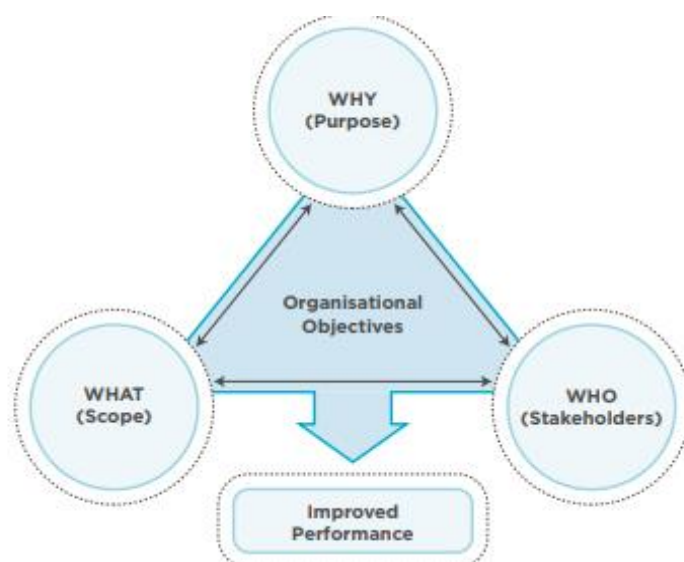 WHY
(Purpose)
Organisational
Objectives
WHAT
(Scope)
WHO
(Stakeholders)
Improved
Performance